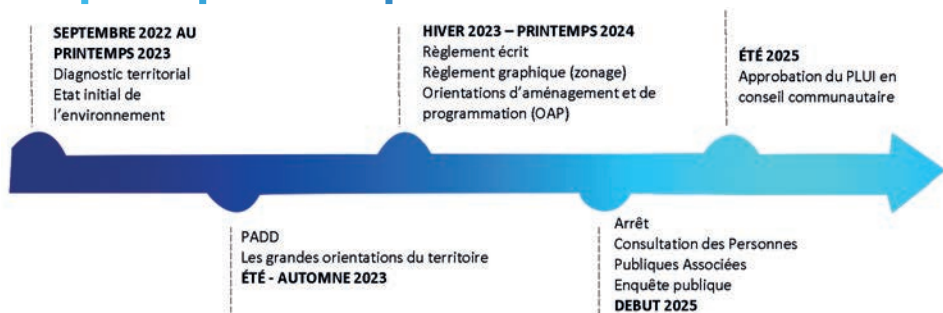 SEPTEMBRE 2022 AU
PRINTEMPS 2023
Diagnostic territorial
Etat initial de
l'environnement
PADD
Les grandes orientations du territoire
ÉTÉ - AUTOMNE 2023
HIVER 2023 – PRINTEMPS 2024
Règlement écrit
Règlement graphique (zonage)
Orientations d'aménagement et de
programmation (OAP)
Arrêt
Consultation des Personnes
Publiques Associées
Enquête publique
DEBUT 2025
ÉTÉ 2025
Approbation du PLUI en
conseil communautaire